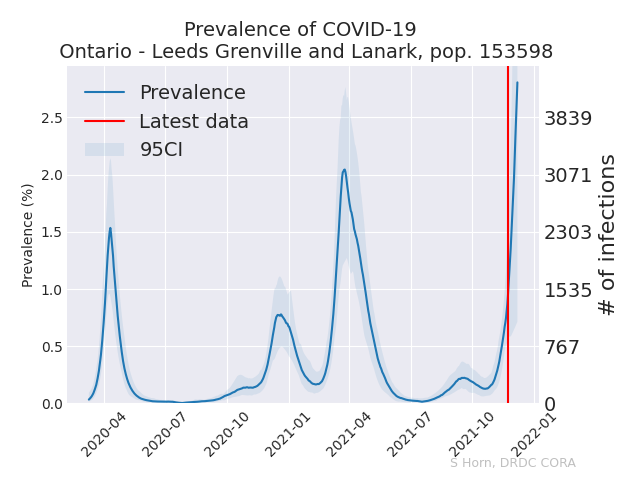 Prevalence of COVID-19
Ontario - Leeds Grenville and Lanark, pop. 153598
Prevalence
Latest data
95CI
Prevalence (%)
2.5
2.0
1.5
1.0
0.5
0.0
3839
3071
2303
1535
767
0
# of infections
2020-04
2020-07
2020-10
2021-01
2021-04
2021-07
2021-10
2022-01
S Horn, DRDC CORA